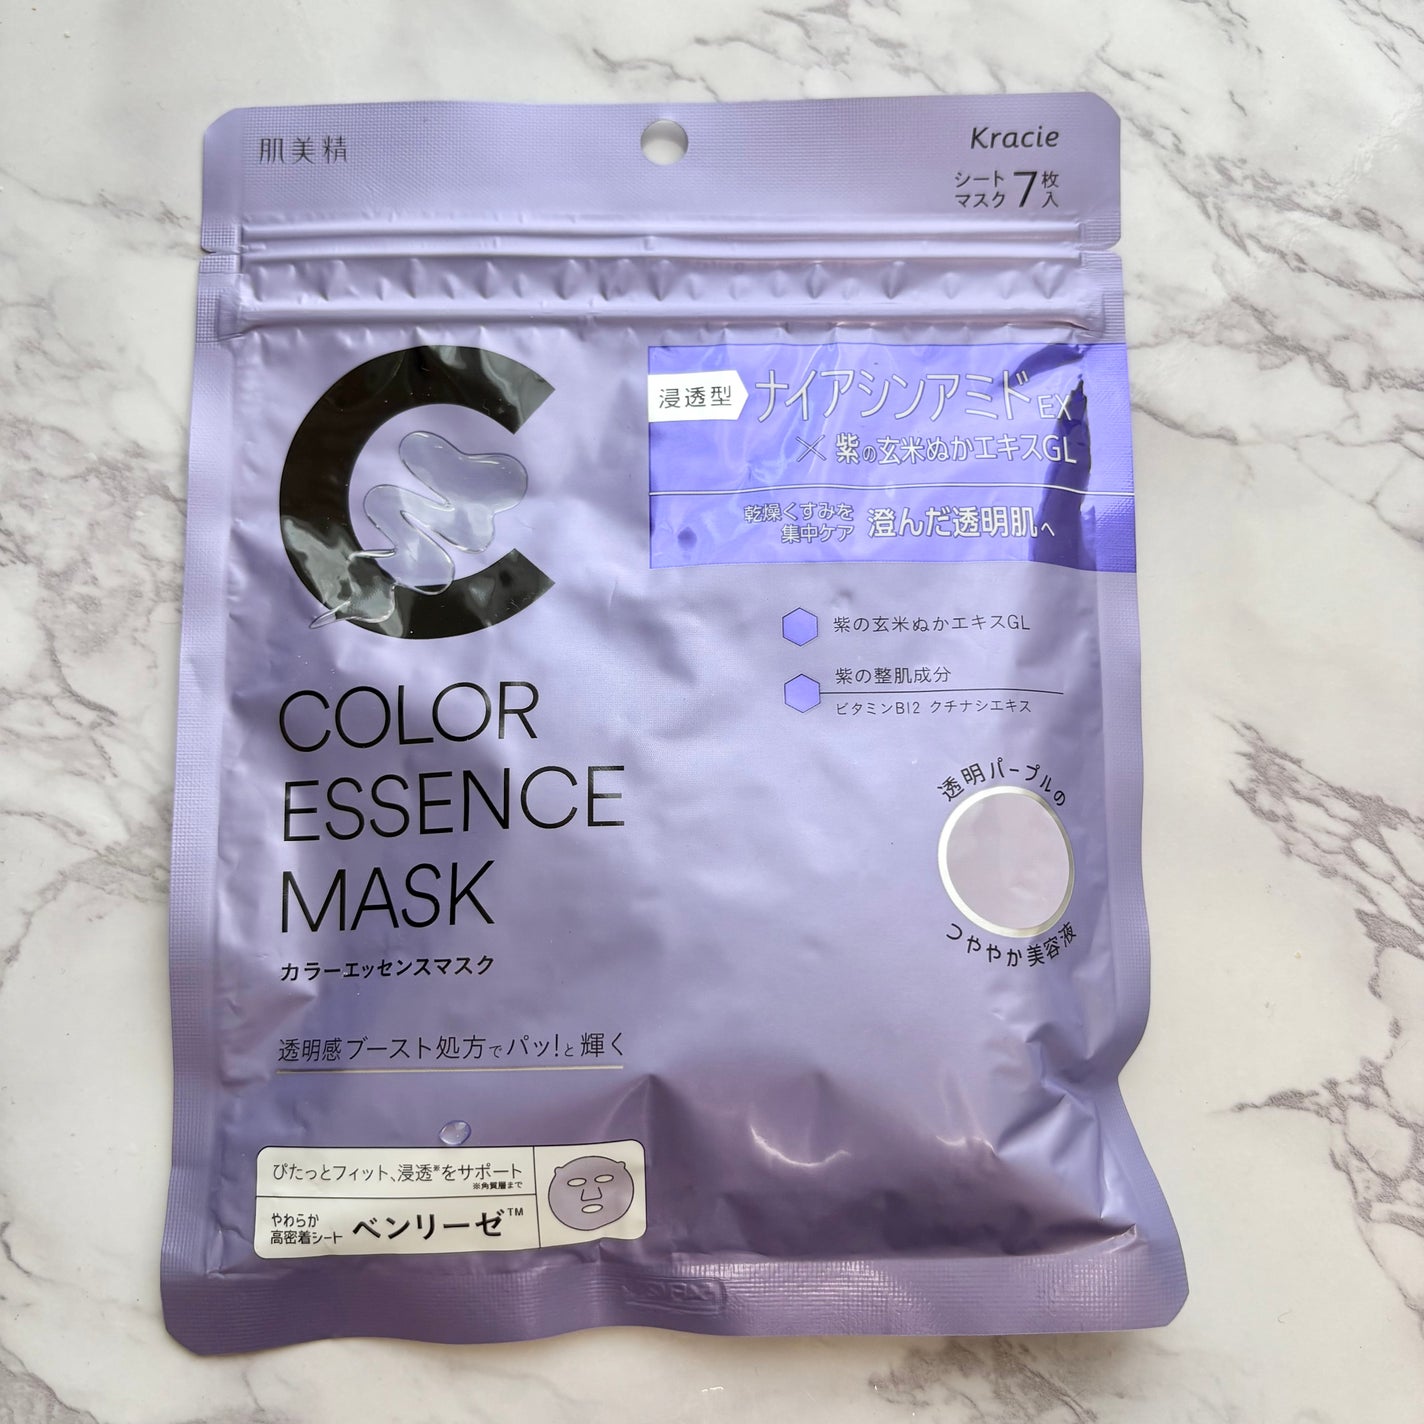 肌美精
Kracie
シート
マスク 7 枚入
浸透型 ナイアシンアミドEX
× 紫の玄米ぬかエキスGL
乾燥くすみを
集中ケア 澄んだ透明肌へ
紫の玄米ぬかエキスGL
紫の整肌成分
ビタミンB12 クチナシエキス
透明パープルの
つややか美容液
COLOR
ESSENCE
MASK
カラーエッセンスマスク
透明感ブースト処方でパッ!と輝く
ぴたっとフィット、浸透※をサポート
※角質層まで
やわらか
高密着シート ベンリーゼ™